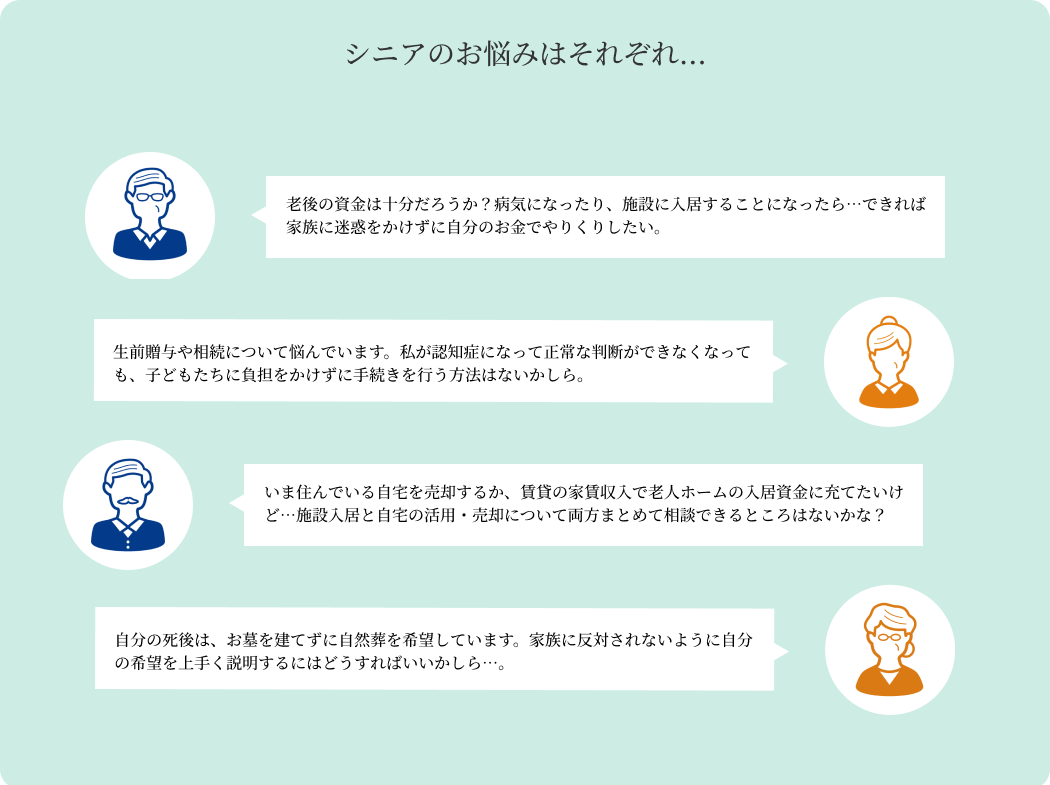 シニアのお悩みはそれぞれ…
老後の資金は十分だろうか？病気になったり、施設に入居することになったら…できれば
家族に迷惑をかけずに自分のお金でやりくりしたい。
生前贈与や相続について悩んでいます。私が認知症になって正常な判断ができなくなって
も、子どもたちに負担をかけずに手続きを行う方法はないかしら。
いま住んでいる自宅を売却するか、賃貸の家賃収入で老人ホームの入居資金に充てたいけ
ど…施設入居と自宅の活用・売却について両方まとめて相談できるところはないかな？
自分の死後は、お墓を建てずに自然葬を希望しています。家族に反対されないように自分
の希望を上手く説明するにはどうすればいいかしら…。